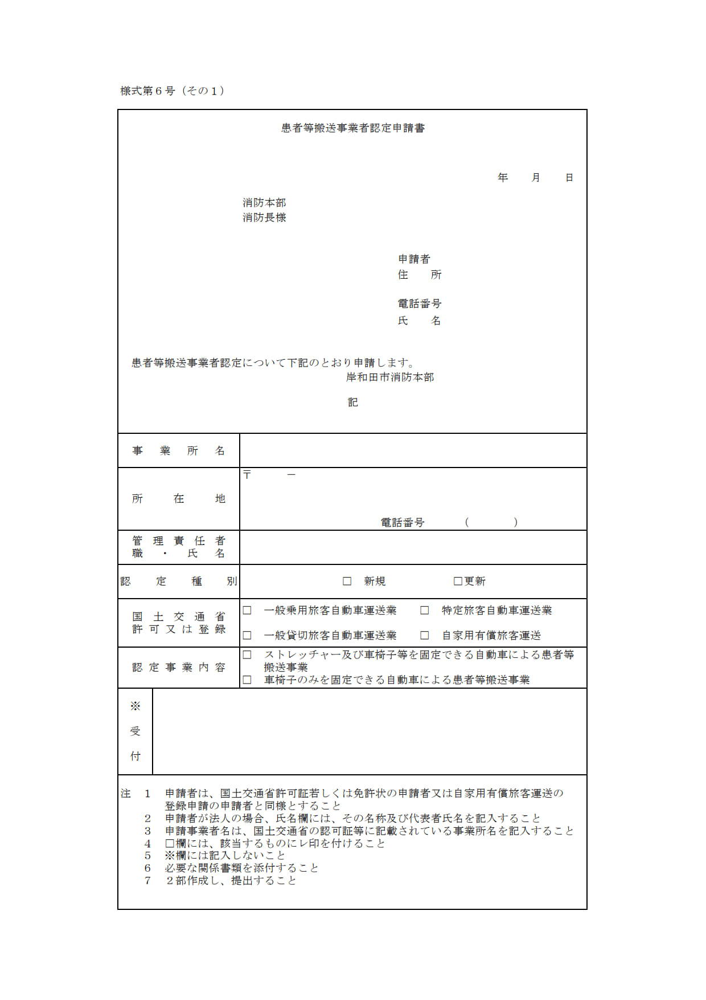 様式第６号（その１）
患者等搬送事業者認定申請書
年　　月　　日
消防本部
消防長様
申請者
住　　所
電話番号
氏　　名
患者等搬送事業者認定について下記のとおり申請します。
岸和田市消防本部
記
事　業　所　名
〒　　　－
所　在　地
電話番号　　　（　　　　）
管理責任者
職・氏名
認　定　種　別
□　新規　　　　　　□更新
国土交通省
許可又は登録
□　一般乗用旅客自動車運送業　　□　特定旅客自動車運送業
□　一般貸切旅客自動車運送業　　□　自家用有償旅客運送
認定事業内容
□　ストレッチャー及び車椅子等を固定できる自動車による患者等
搬送事業
□　車椅子のみを固定できる自動車による患者等搬送事業
※
受
付
注　１　申請者は、国土交通省許可証若しくは免許状の申請者又は自家用有償旅客運送の
登録申請の申請者と同様とすること
２　申請者が法人の場合、氏名欄には、その名称及び代表者氏名を記入すること
３　申請事業者名は、国土交通省の認可証等に記載されている事業所名を記入すること
４　□欄には、該当するものにレ印を付けること
５　※欄には記入しないこと
６　必要な関係書類を添付すること
７　２部作成し、提出すること